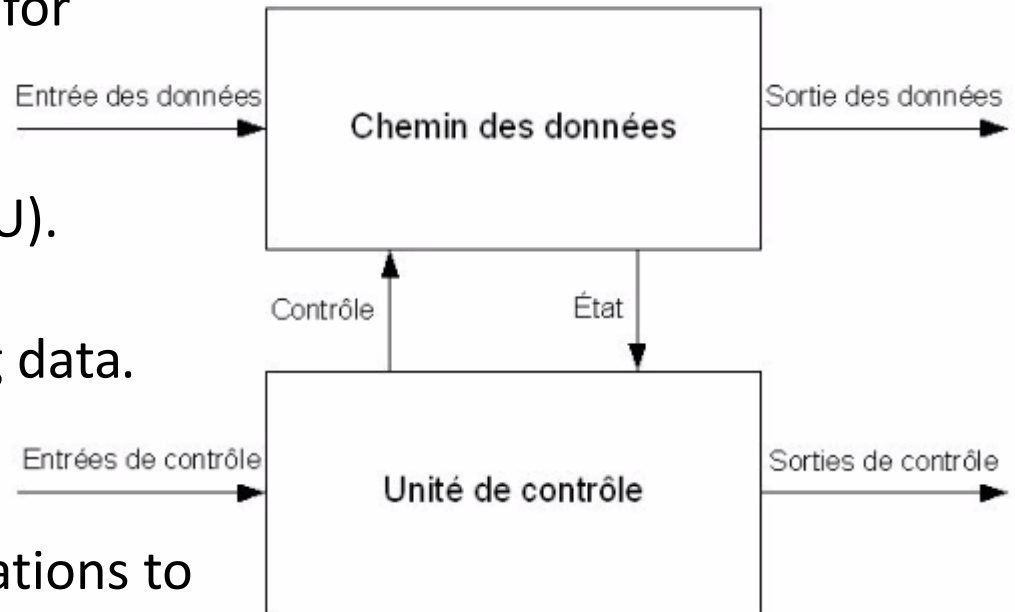 for
Entrée des données
Chemin des données
Sortie des données
U).
Contrôle
État
g data.
Entrées de contrôle
Unité de contrôle
Sorties de contrôle
ations to